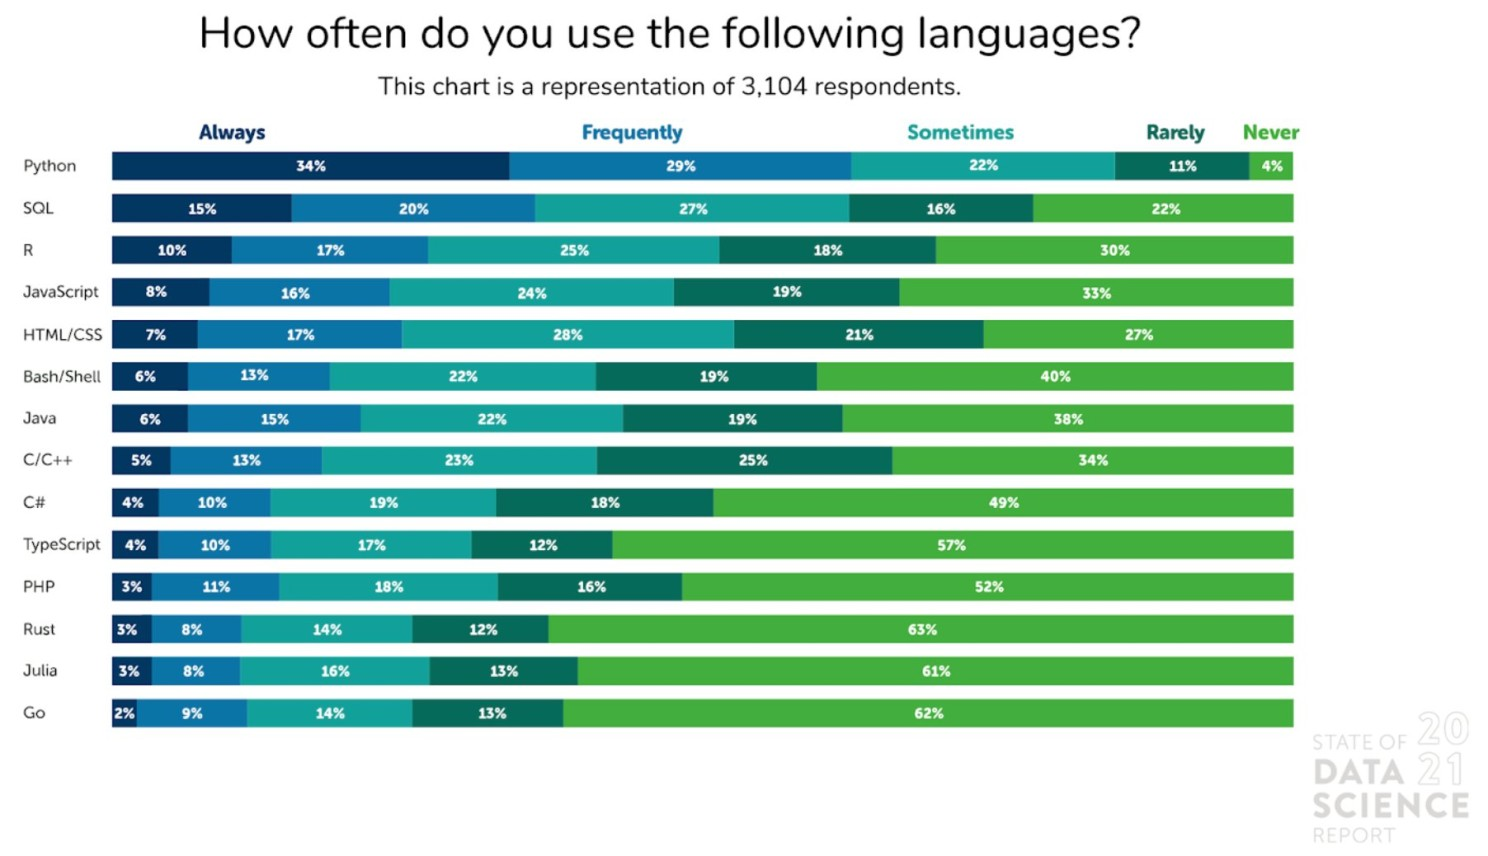 How often do you use the following languages?
This chart is a representation of 3,104 respondents.
Always Frequently Sometimes Rarely Never
Python 34% 29% 22% 11% 4%
SQL 15% 20% 27% 16% 22%
R 10% 17% 25% 18% 30%
JavaScript 8% 16% 24% 19% 33%
HTML/CSS 7% 17% 28% 21% 27%
Bash/Shell 6% 13% 22% 19% 40%
Java 6% 15% 22% 19% 38%
C/C++ 5% 13% 23% 25% 34%
C# 4% 10% 19% 18% 49%
TypeScript 4% 10% 17% 12% 57%
PHP 3% 11% 18% 16% 52%
Rust 3% 8% 14% 12% 63%
Julia 3% 8% 16% 13% 61%
Go 2% 9% 14% 13% 62%
STATE OF 20
DATA 21
SCIENCE
REPORT